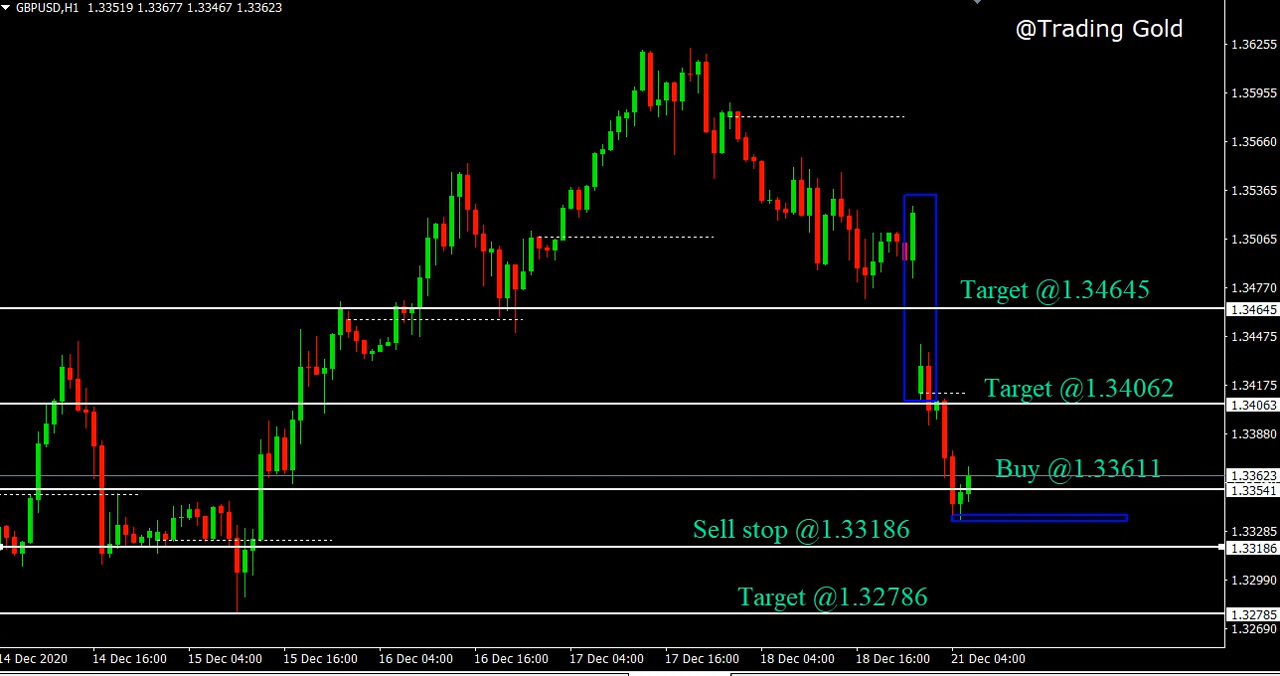 GBPUSD,H1 1.33519 1.33677 1.33467 1.33623
@Trading Gold
1.36255
1.35955
1.35660
1.35365
1.35065
Target @1.34645
1.34770
1.34645
1.34475
Target @1.34062
1.34175
1.34063
1.33880
Buy @1.33611
1.33623
1.33541
Sell stop @1.33186
1.33285
1.33186
1.32990
Target @1.32786
1.32785
1.32690
14 Dec 2020 14 Dec 16:00 15 Dec 04:00 15 Dec 16:00 16 Dec 04:00 16 Dec 16:00 17 Dec 04:00 17 Dec 16:00 18 Dec 04:00 18 Dec 16:00 21 Dec 04:00